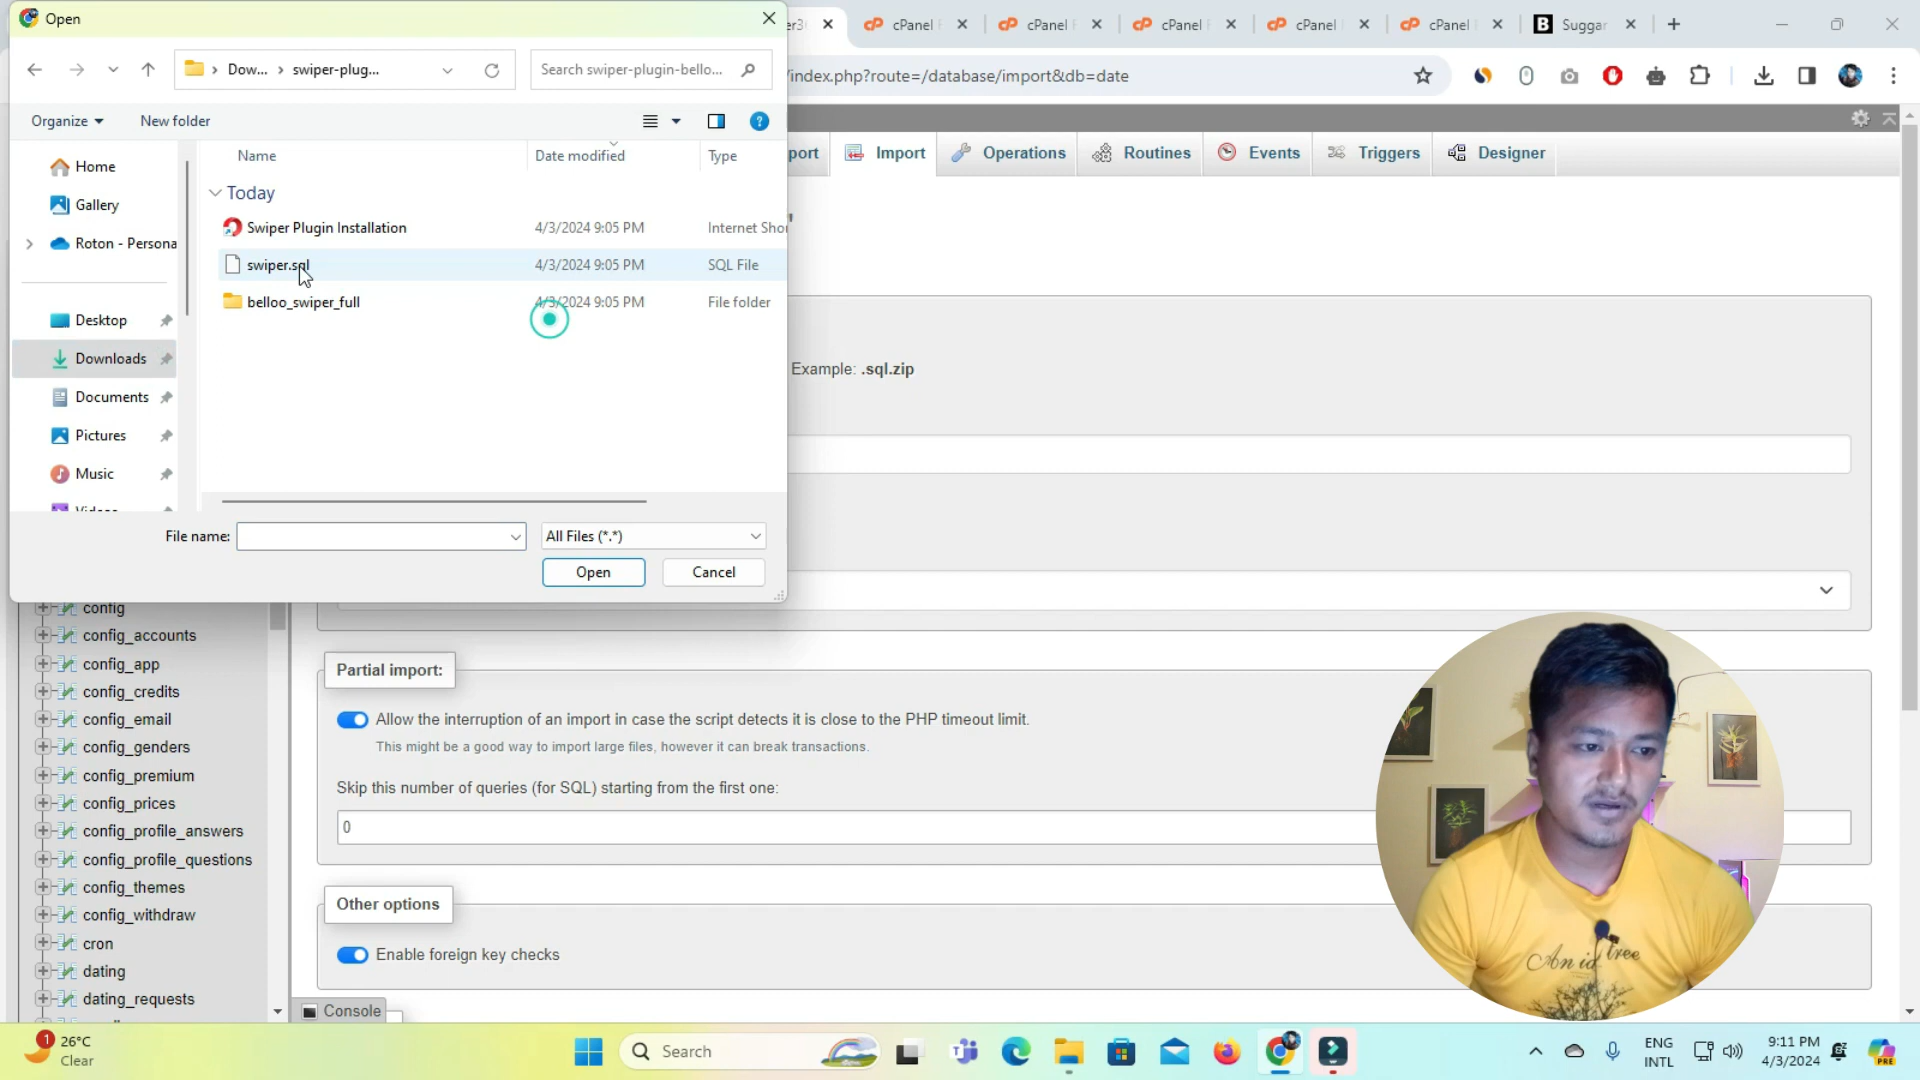 Open
er3
cPanel
cPanel
cPanel
cPanel
cPanel
Suggar
Dow... > swiper-plug...
Search swiper-plugin-bello...
/index.php?route=/database/import&db=date
Organize
New folder
port
Import
Operations
Routines
Events
Triggers
Designer
Name
Date modified
Type
Home
Gallery
Roton - Persona
Desktop
Downloads
Documents
Pictures
Music
Videos
Today
Swiper Plugin Installation 4/3/2024 9:05 PM Internet Shor
swiper.sql 4/3/2024 9:05 PM SQL File
belloo_swiper_full 4/3/2024 9:05 PM File folder
Example: .sql.zip
File name:
All Files (*.*)
Open
Cancel
config
config_accounts
config_app
config_credits
config_email
config_genders
config_premium
config_prices
config_profile_answers
config_profile_questions
config_themes
config_withdraw
cron
dating
dating_requests
Partial import:
Allow the interruption of an import in case the script detects it is close to the PHP timeout limit.
This might be a good way to import large files, however it can break transactions.
Skip this number of queries (for SQL) starting from the first one:
0
Other options
Enable foreign key checks
Console
An id tree
1
26°C
Clear
Search
PRE
ENG
INTL
9:11 PM
4/3/2024